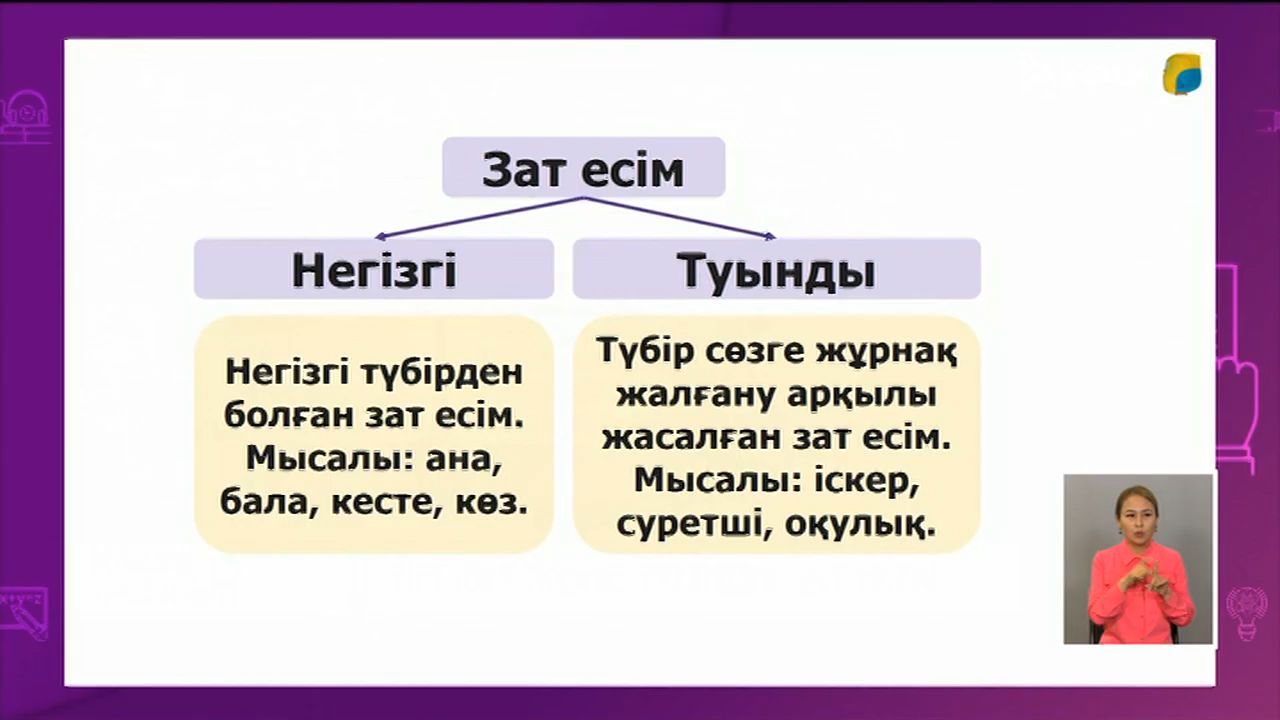 Зат есім
Негізгі
Туынды
Негізгі түбірден
болған зат есім.
Мысалы: ана,
бала, кесте, көз.
Түбір сөзге жұрнақ
жалғану арқылы
жасалған зат есім.
Мысалы: іскер,
суретші, оқулық.
x+y=z